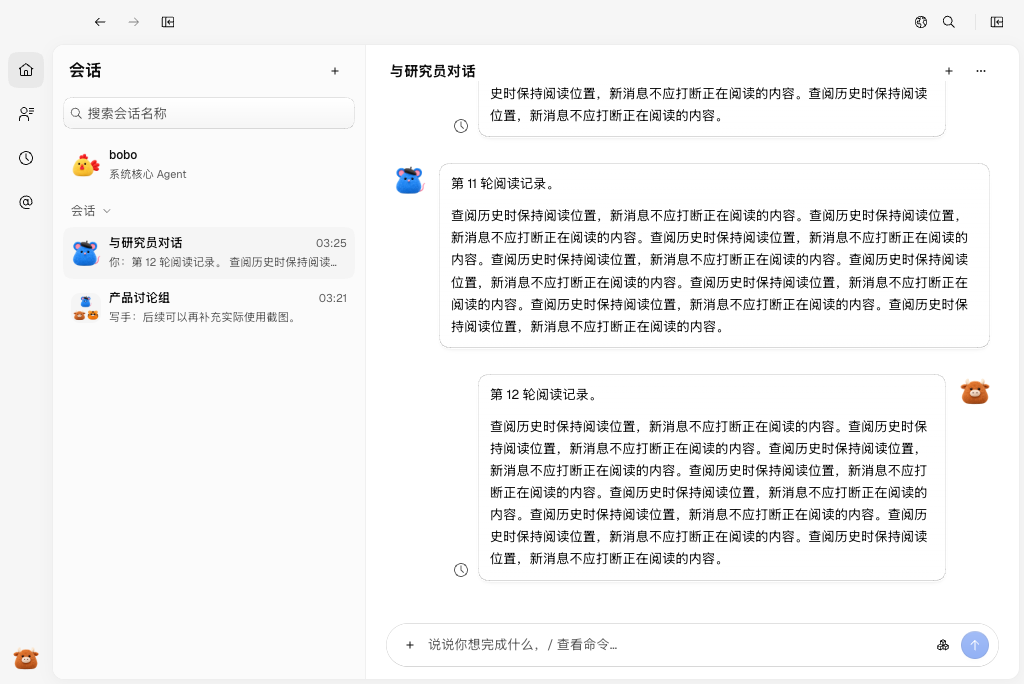 会话
搜索会话名称
bobo
系统核心 Agent
会话
与研究员对话 03:25
你：第 12 轮阅读记录。 查阅历史时保持阅读...
产品讨论组 03:21
写手：后续可以再补充实际使用截图。
与研究员对话
史时保持阅读位置，新消息不应打断正在阅读的内容。查阅历史时保持阅读
位置，新消息不应打断正在阅读的内容。
第 11 轮阅读记录。
查阅历史时保持阅读位置，新消息不应打断正在阅读的内容。查阅历史时保持阅读位置，
新消息不应打断正在阅读的内容。查阅历史时保持阅读位置，新消息不应打断正在阅读的
内容。查阅历史时保持阅读位置，新消息不应打断正在阅读的内容。查阅历史时保持阅读
位置，新消息不应打断正在阅读的内容。查阅历史时保持阅读位置，新消息不应打断正在
阅读的内容。查阅历史时保持阅读位置，新消息不应打断正在阅读的内容。查阅历史时保
持阅读位置，新消息不应打断正在阅读的内容。
第 12 轮阅读记录。
查阅历史时保持阅读位置，新消息不应打断正在阅读的内容。查阅历史时保
持阅读位置，新消息不应打断正在阅读的内容。查阅历史时保持阅读位置，
新消息不应打断正在阅读的内容。查阅历史时保持阅读位置，新消息不应打
断正在阅读的内容。查阅历史时保持阅读位置，新消息不应打断正在阅读的
内容。查阅历史时保持阅读位置，新消息不应打断正在阅读的内容。查阅历
史时保持阅读位置，新消息不应打断正在阅读的内容。查阅历史时保持阅读
位置，新消息不应打断正在阅读的内容。
说说你想完成什么，/ 查看命令...